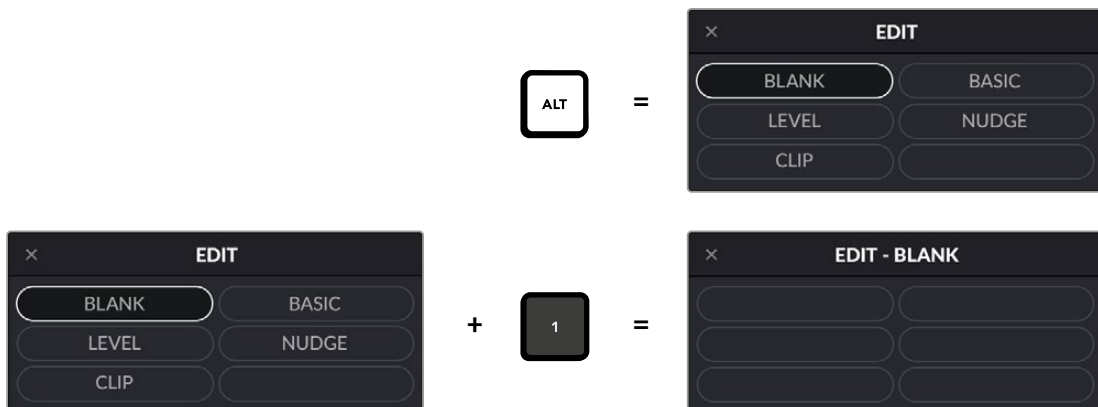 × EDIT
ALT = BLANK BASIC
LEVEL NUDGE
CLIP
× EDIT × EDIT - BLANK
BLANK BASIC
+ 1 =
LEVEL NUDGE
CLIP